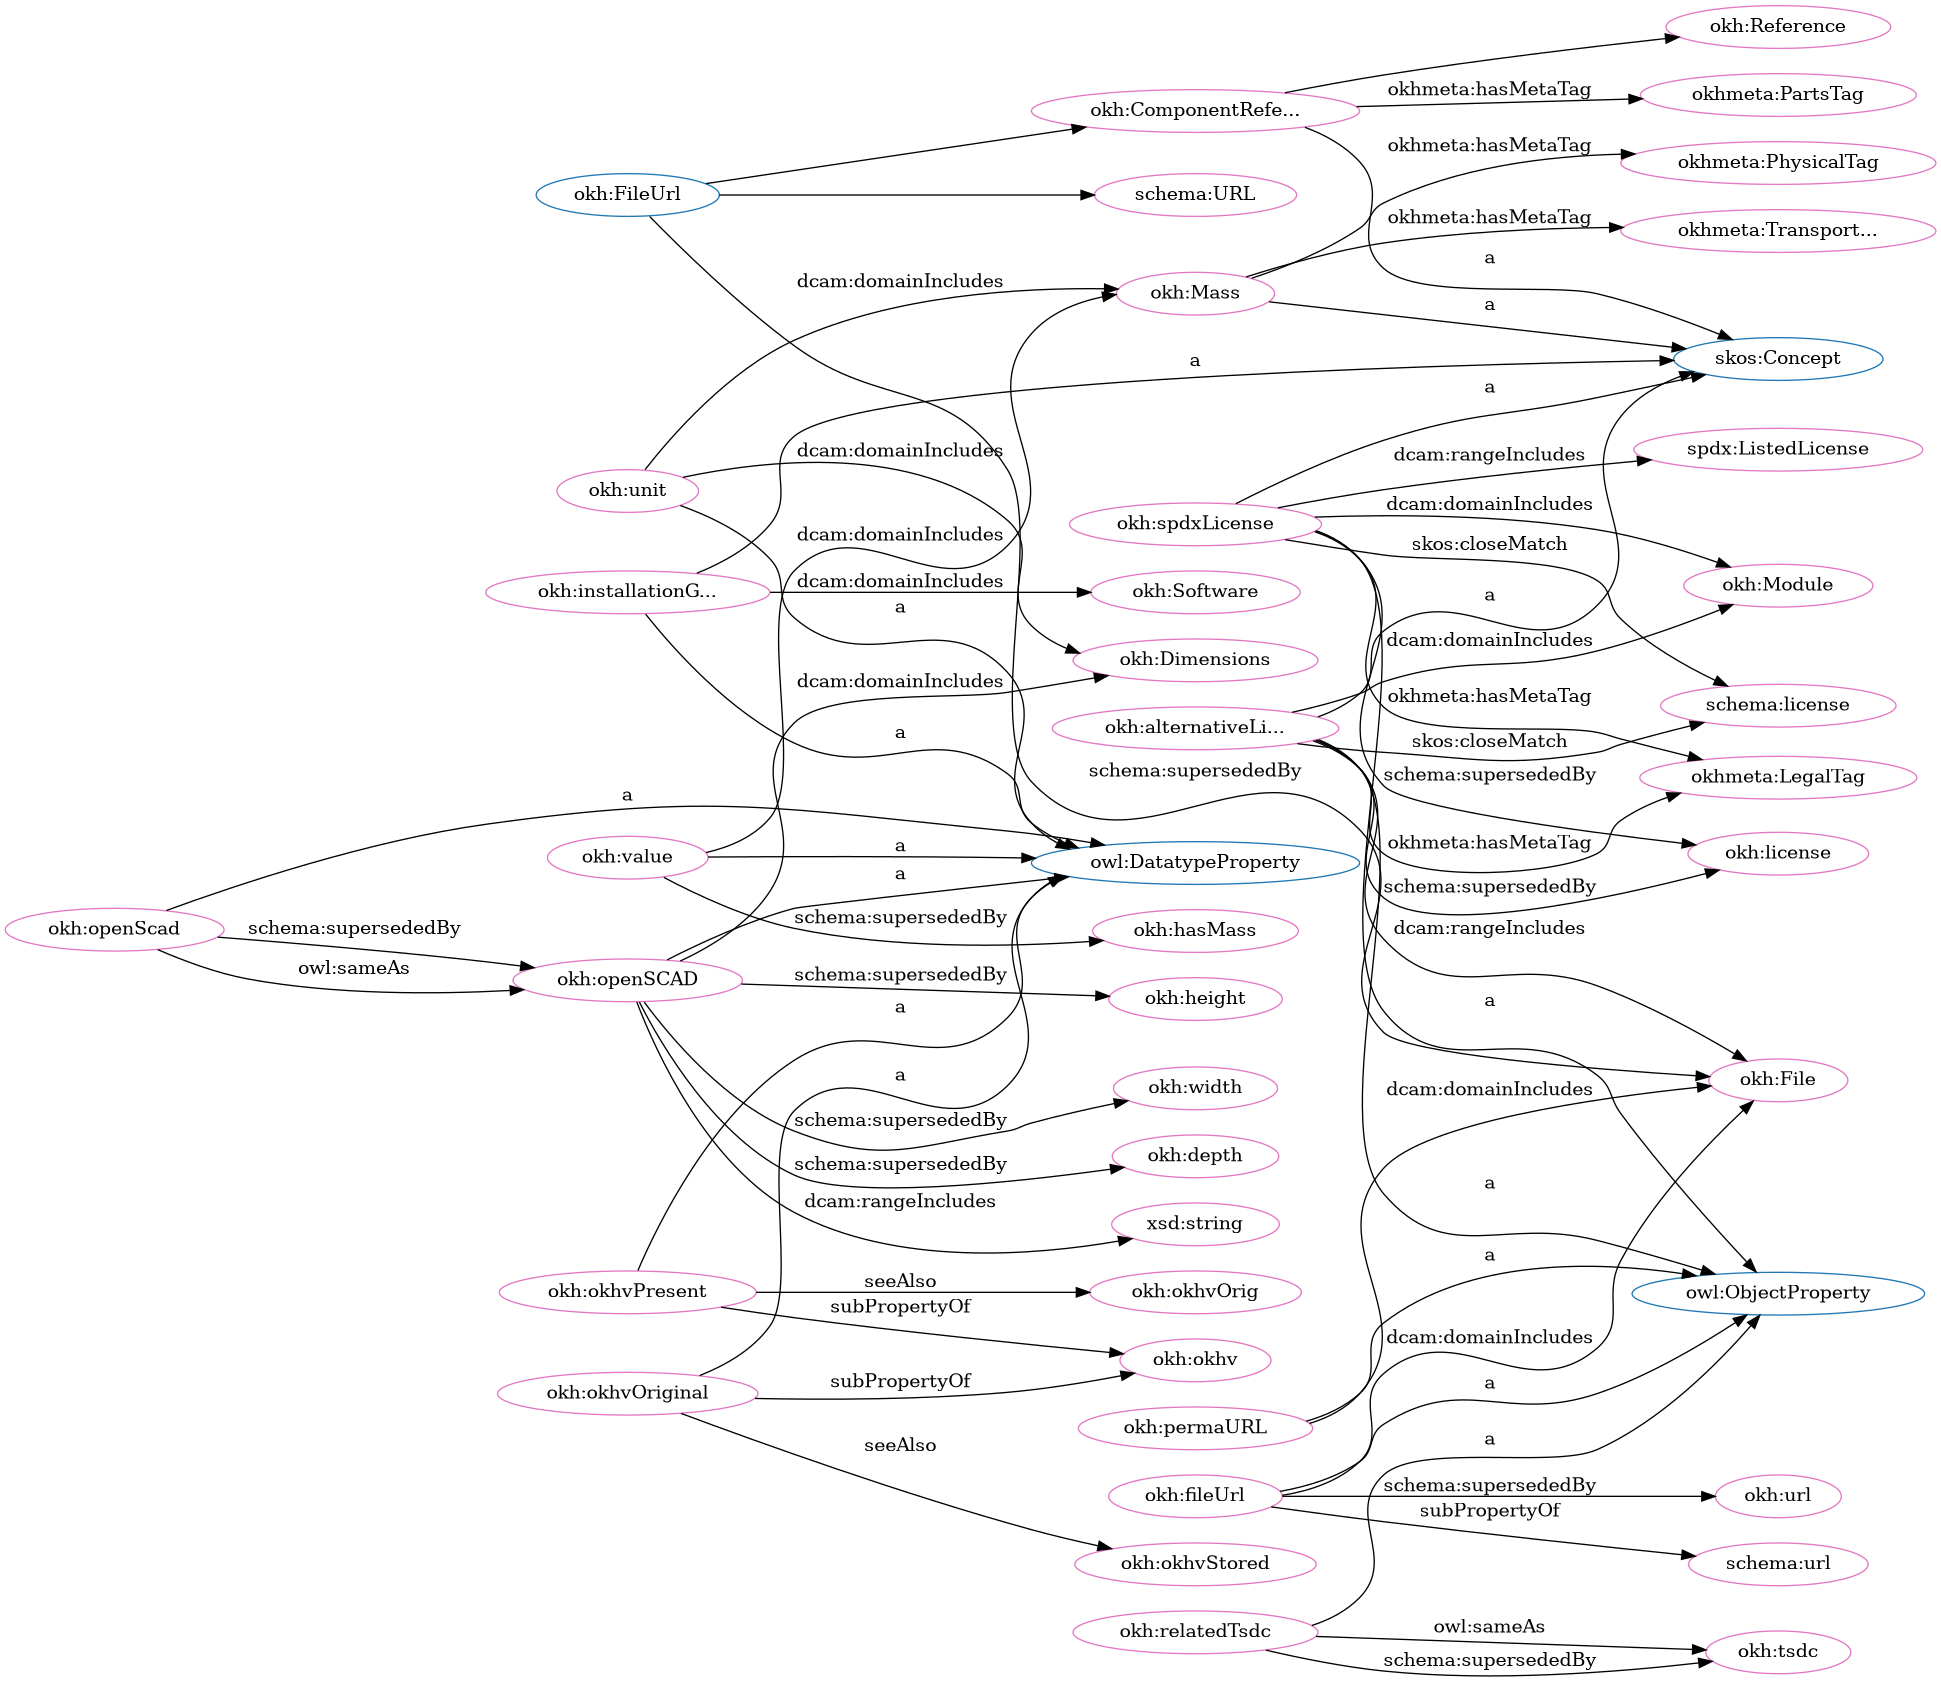 okh:Reference
okh:ComponentRefe...
okhmeta:hasMetaTag
okhmeta:PartsTag
okhmeta:hasMetaTag
okhmeta:PhysicalTag
okh:FileUrl
schema:URL
okhmeta:hasMetaTag
okhmeta:Transport...
a
dcam:domainIncludes
okh:Mass
a
a
skos:Concept
a
dcam:domainIncludes
dcam:rangeIncludes
spdx:ListedLicense
okh:unit
dcam:domainIncludes
okh:spdxLicense
dcam:domainIncludes
skos:closeMatch
okh:installationG...
dcam:domainIncludes
okh:Software
a
okh:Module
a
dcam:domainIncludes
okh:Dimensions
dcam:domainIncludes
okhmeta:hasMetaTag
schema:license
a
okh:alternativeLi...
skos:closeMatch
schema:supersededBy
schema:supersededBy
okhmeta:LegalTag
a
okh:value
a
owl:DatatypeProperty
okhmeta:hasMetaTag
okh:license
a
schema:supersededBy
schema:supersededBy
okh:openScad
schema:supersededBy
okh:hasMass
dcam:rangeIncludes
owl:sameAs
okh:openSCAD
schema:supersededBy
okh:height
a
a
a
okh:width
dcam:domainIncludes
okh:File
schema:supersededBy
schema:supersededBy
okh:depth
a
dcam:rangeIncludes
xsd:string
a
okh:okhvPresent
seeAlso
okh:okhvOrig
owl:ObjectProperty
subPropertyOf
dcam:domainIncludes
okh:okhv
okh:okhvOriginal
subPropertyOf
a
okh:permaURL
seeAlso
a
okh:fileUrl
schema:supersededBy
okh:url
subPropertyOf
okh:okhvStored
schema:url
okh:relatedTsdc
owl:sameAs
okh:tsdc
schema:supersededBy